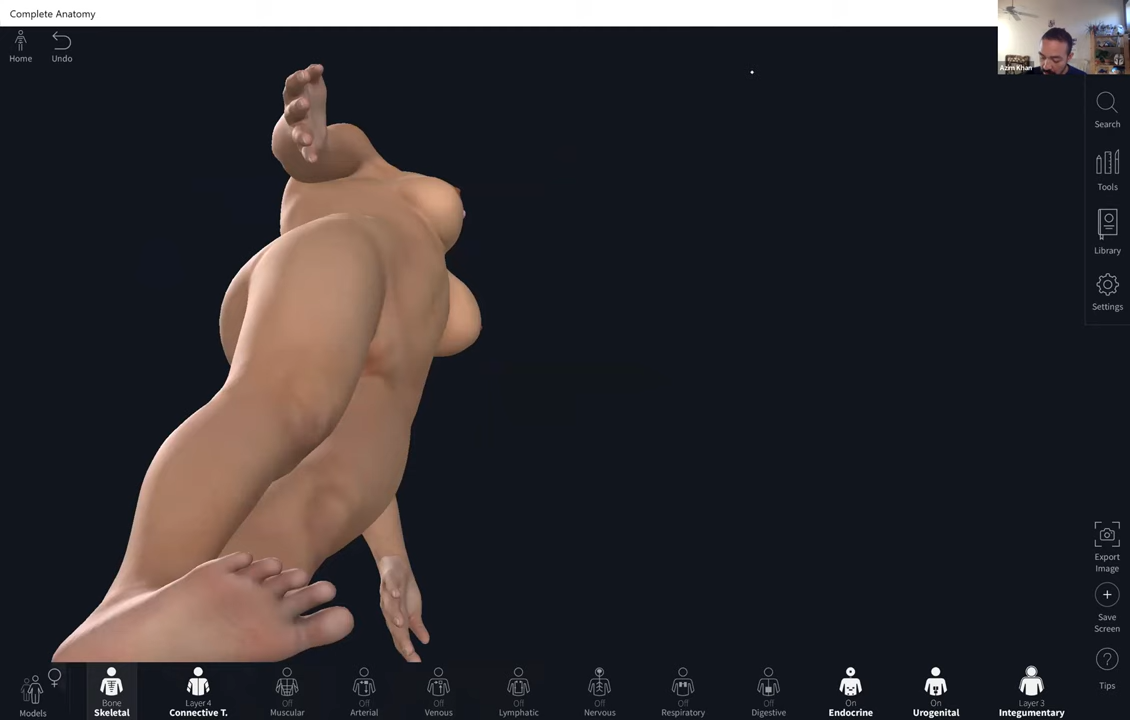 Complete Anatomy
Home
Undo
Azim Khan
Search
Tools
Library
Settings
Export
Image
Save
Screen
Tips
Models
Bone
Skeletal
Layer 4
Connective T.
Off
Muscular
Off
Arterial
Off
Venous
Off
Lymphatic
Off
Nervous
Off
Respiratory
Off
Digestive
On
Endocrine
On
Urogenital
Layer 3
Integumentary